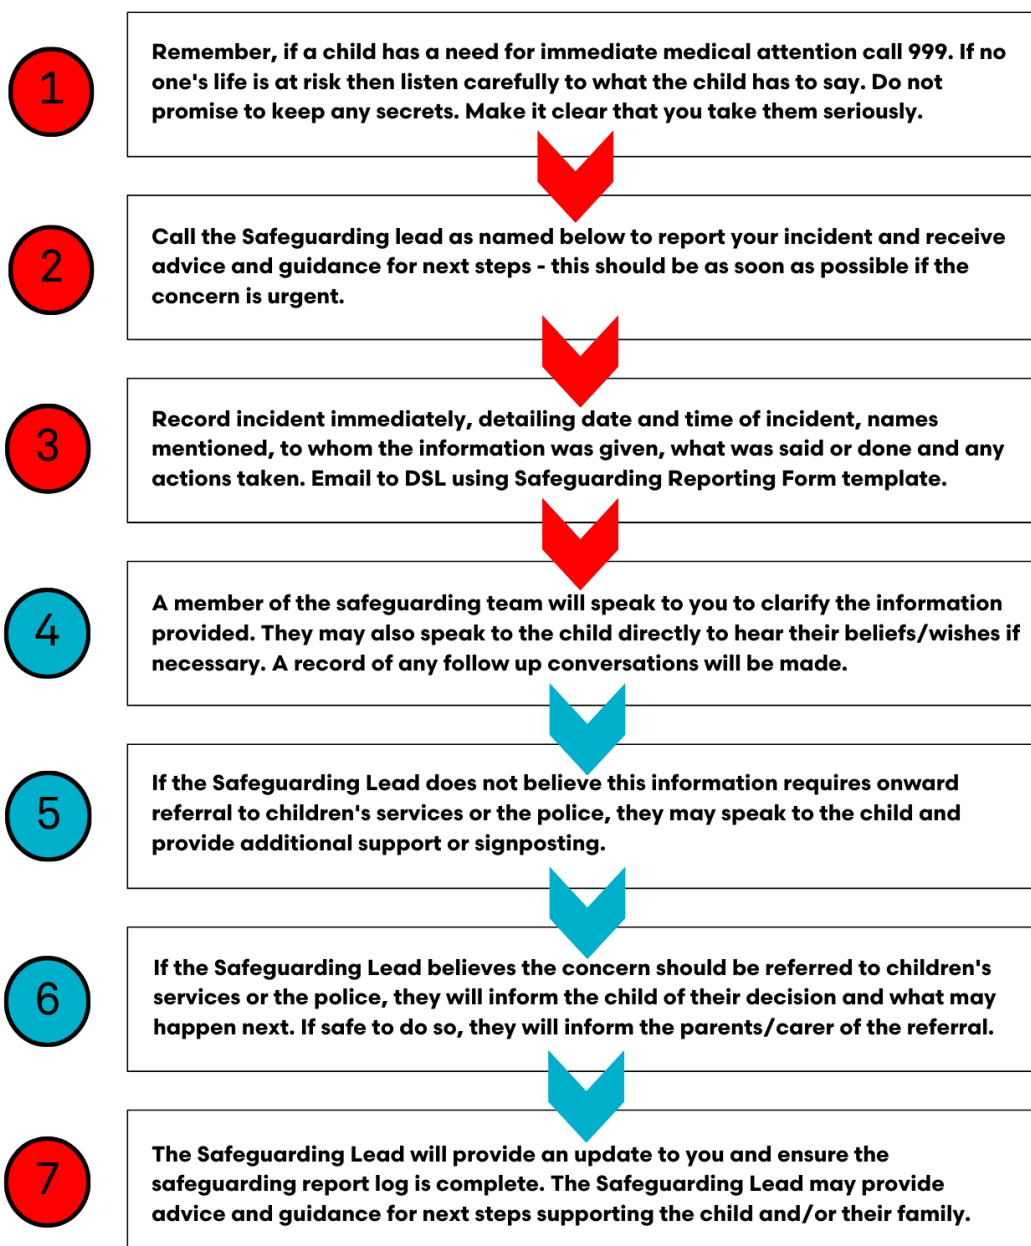 1
Remember, if a child has a need for immediate medical attention call 999. If no
one's life is at risk then listen carefully to what the child has to say. Do not
promise to keep any secrets. Make it clear that you take them seriously.
2
Call the Safeguarding lead as named below to report your incident and receive
advice and guidance for next steps - this should be as soon as possible if the
concern is urgent.
3
Record incident immediately, detailing date and time of incident, names
mentioned, to whom the information was given, what was said or done and any
actions taken. Email to DSL using Safeguarding Reporting Form template.
4
A member of the safeguarding team will speak to you to clarify the information
provided. They may also speak to the child directly to hear their beliefs/wishes if
necessary. A record of any follow up conversations will be made.
5
If the Safeguarding Lead does not believe this information requires onward
referral to children's services or the police, they may speak to the child and
provide additional support or signposting.
6
If the Safeguarding Lead believes the concern should be referred to children's
services or the police, they will inform the child of their decision and what may
happen next. If safe to do so, they will inform the parents/carer of the referral.
7
The Safeguarding Lead will provide an update to you and ensure the
safeguarding report log is complete. The Safeguarding Lead may provide
advice and guidance for next steps supporting the child and/or their family.